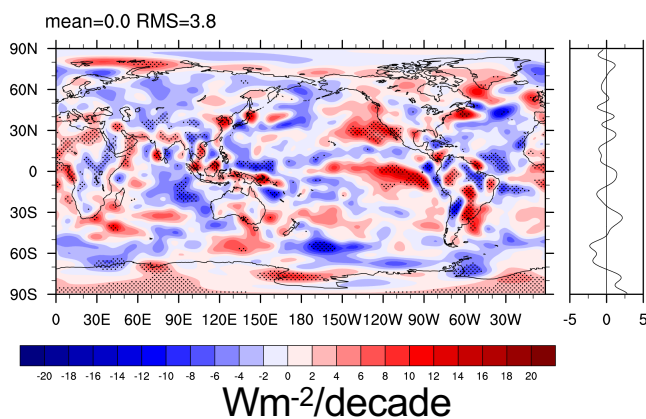 mean=0.0 RMS=3.8
90N
60N
30N
0
30S
60S
90S
0 30E 60E 90E 120E 150E 180 150W 120W 90W 60W 30W
-5 0 5
-20 -18 -16 -14 -12 -10 -8 -6 -4 -2 0 2 4 6 8 10 12 14 16 18 20
Wm-2/decade